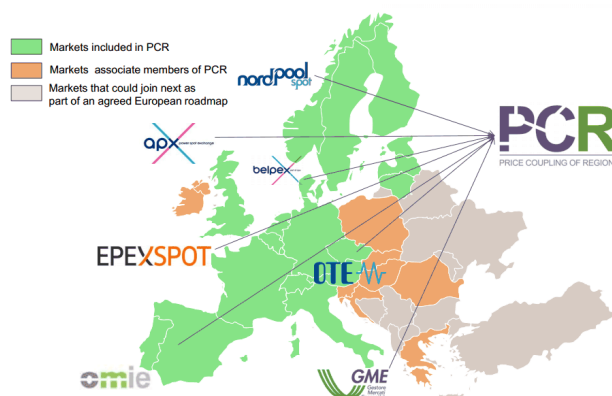 Markets included in PCR
Markets associate members of PCR
Markets that could join next as
part of an agreed European roadmap
nord pool
spot
apx
power spot exchange
belpex
EPEXSPOT
OTE
omie
GME
Gestore
Mercati
PCR
PRICE COUPLING OF REGION